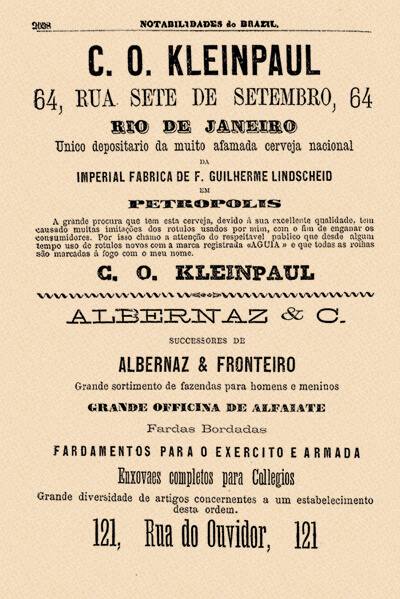 2038 NOTABILIDADES do BRAZIL.
C. O. KLEINPAUL
64, RUA SETE DE SETEMBRO, 64
RIO DE JANEIRO
Unico depositario da muito afamada cerveja nacional
DA
IMPERIAL FABRICA DE F. GUILHERME LINDSCHEID
EM
PETROPOLIS
A grande procura que tem esta cerveja, devido á sua excellente qualidade, tem
causado muitas imitações dos rotulos usados por mim, com o fim de enganar os
consumidores. Por isso chamo a attenção do respeitavel publico que desde algum
tempo uso de rotulos novos com a marca registrada «AGUIA» e que todas as rolhas
são marcadas á fogo com o meu nome.
C. O. KLEINPAUL
ALBERNAZ & C.
SUCCESSORES DE
ALBERNAZ & FRONTEIRO
Grande sortimento de fazendas para homens e meninos
GRANDE OFFICINA DE ALFAIATE
Fardas Bordadas
FARDAMENTOS PARA O EXERCITO E ARMADA
Enxovaes completos para Collegios
Grande diversidade de artigos concernentes a um estabelecimento
desta ordem.
121, Rua do Ouvidor, 121